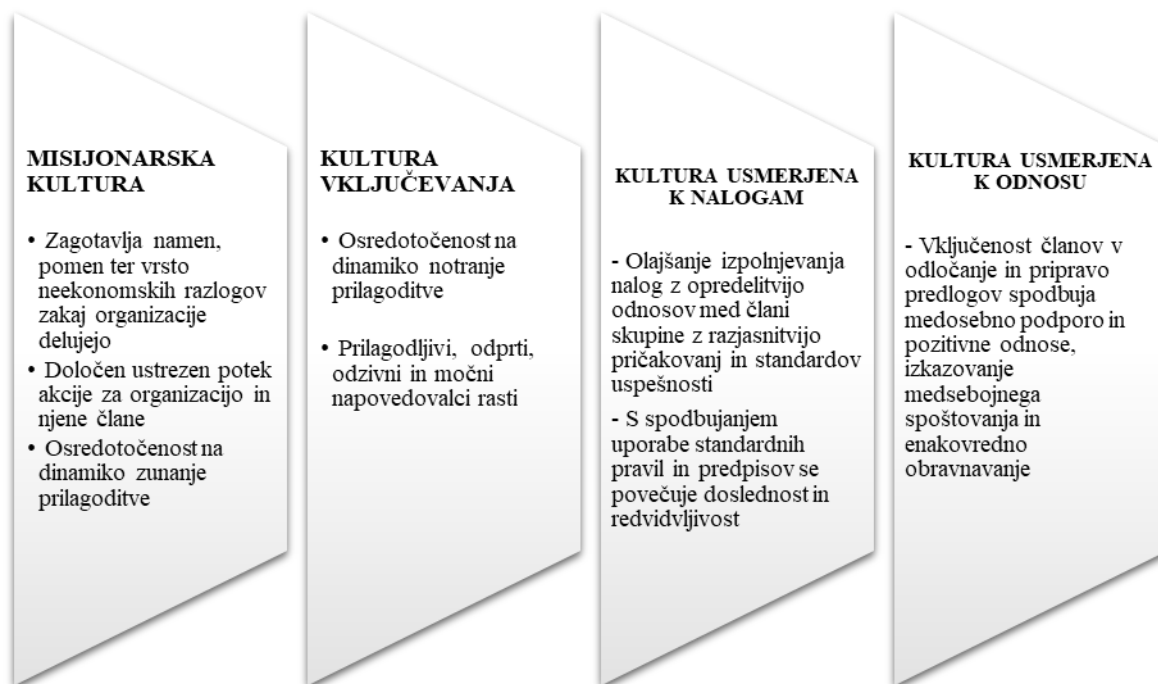 MISIJONARSKA
KULTURA
• Zagotavlja namen,
pomen ter vrsto
neekonomskih razlogov
zakaj organizacije
delujejo
• Določen ustrezen potek
akcije za organizacijo in
njene člane
• Osredotočenost na
dinamiko zunanje
prilagoditve
KULTURA
VKLJUČEVANJA
• Osredotočenost na
dinamiko notranje
prilagoditve
• Prilagodljivi, odprti,
odzivni in močni
napovedovalci rasti
KULTURA USMERJENA
K NALOGAM
- Olajšanje izpolnjevanja
nalog z opredelitvijo
odnosov med člani
skupine z razjasnitvijo
pričakovanj in standardov
uspešnosti
- S spodbujanjem
uporabe standardnih
pravil in predpisov se
povečuje doslednost in
redvidvljivost
KULTURA USMERJENA
K ODNOSU
- Vključenost članov v
odločanje in pripravo
predlogov spodbuja
medosebno podporo in
pozitivne odnose,
izkazovanje
medsebojnega
spoštovanja in
enakovredno
obravnavanje